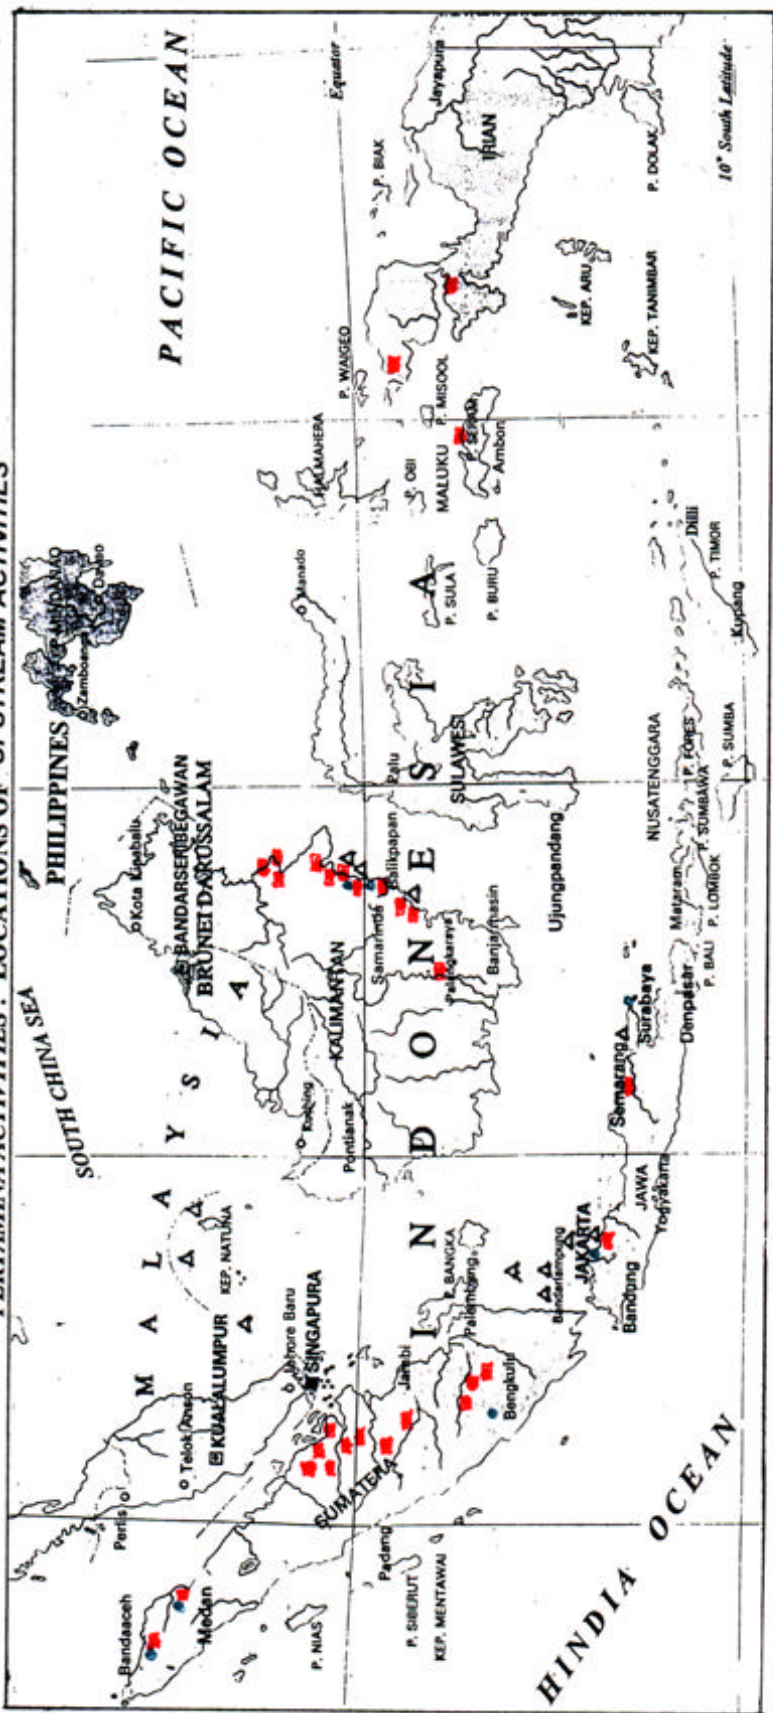 PERTAMINA ACTIVITIES : LOCATIONS OF UPSTREAM ACTIVITIES
PACIFIC OCEAN
SOUTH CHINA SEA
HINDIA OCEAN
Equator
10° South Latitude
PHILIPPINES
P. MINDANAO
Zamboanga
Davao
MALAYSIA
INDONESIA
Perlis
Telok Anson
KUALALUMPUR
Johore Baru
SINGAPURA
KEP. NATUNA
Kuching
Kota Kinabalu
BANDARSERIBEGAWAN
BRUNEI DARUSSALAM
Bandaaceh
Medan
P. NIAS
SUMATERA
Padang
P. SIBERUT
KEP. MENTAWAI
Jambi
Bengkulu
P. BANGKA
Palembang
Bandarlampung
JAKARTA
Bandung
JAWA
Yogyakarta
Semarang
Surabaya
Denpasar
P. BALI
Mataram
P. LOMBOK
P. SUMBAWA
NUSATENGGARA
P. FORES
P. SUMBA
Kupang
P. TIMOR
Dilli
Pontianak
KALIMANTAN
Samarinda
Balikpapan
Palangkaraya
Banjarmasin
Palu
SULAWESI
Ujungpandang
Manado
HALMAHERA
P. OBI
MALUKU
P. SULA
P. BURU
P. SERAM
Ambon
P. MISOOL
P. WAIGEO
P. BIAK
Jayapura
IRIAN
KEP. ARU
KEP. TANIMBAR
P. DOLAK